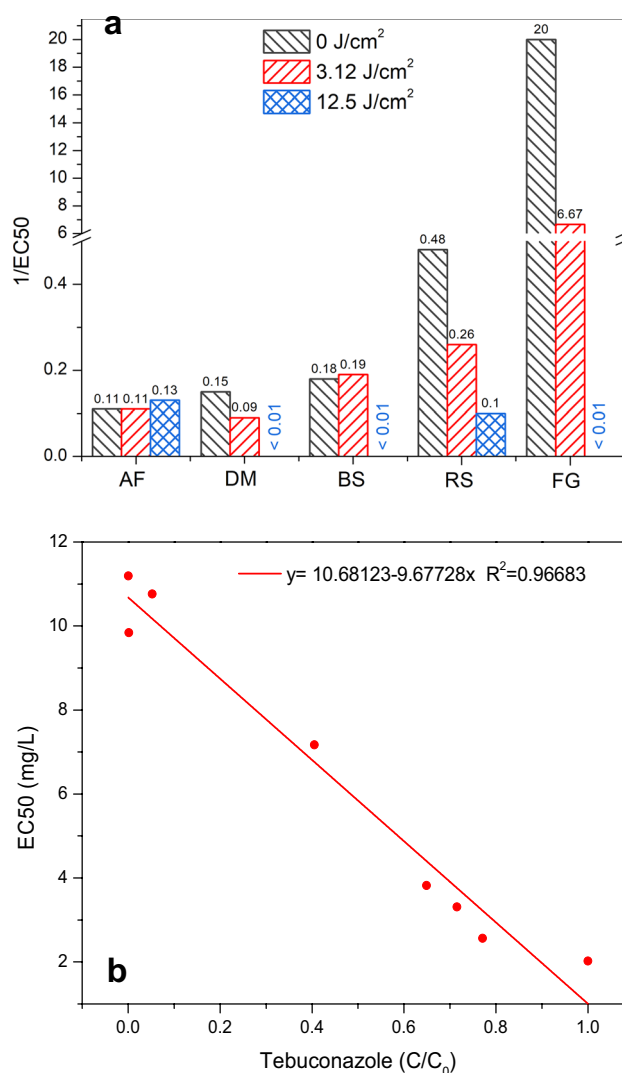 a
0 J/cm²
3.12 J/cm²
12.5 J/cm²
1/EC50
20
18
16
14
12
10
8
6
0.4
0.2
0.0
0.11 0.11 0.13
0.15 0.09 < 0.01
0.18 0.19 < 0.01
0.48 0.26 0.1
20 6.67 < 0.01
AF DM BS RS FG
y= 10.68123-9.67728x R²=0.96683
EC50 (mg/L)
12
10
8
6
4
2
b
0.0 0.2 0.4 0.6 0.8 1.0
Tebuconazole (C/C₀)